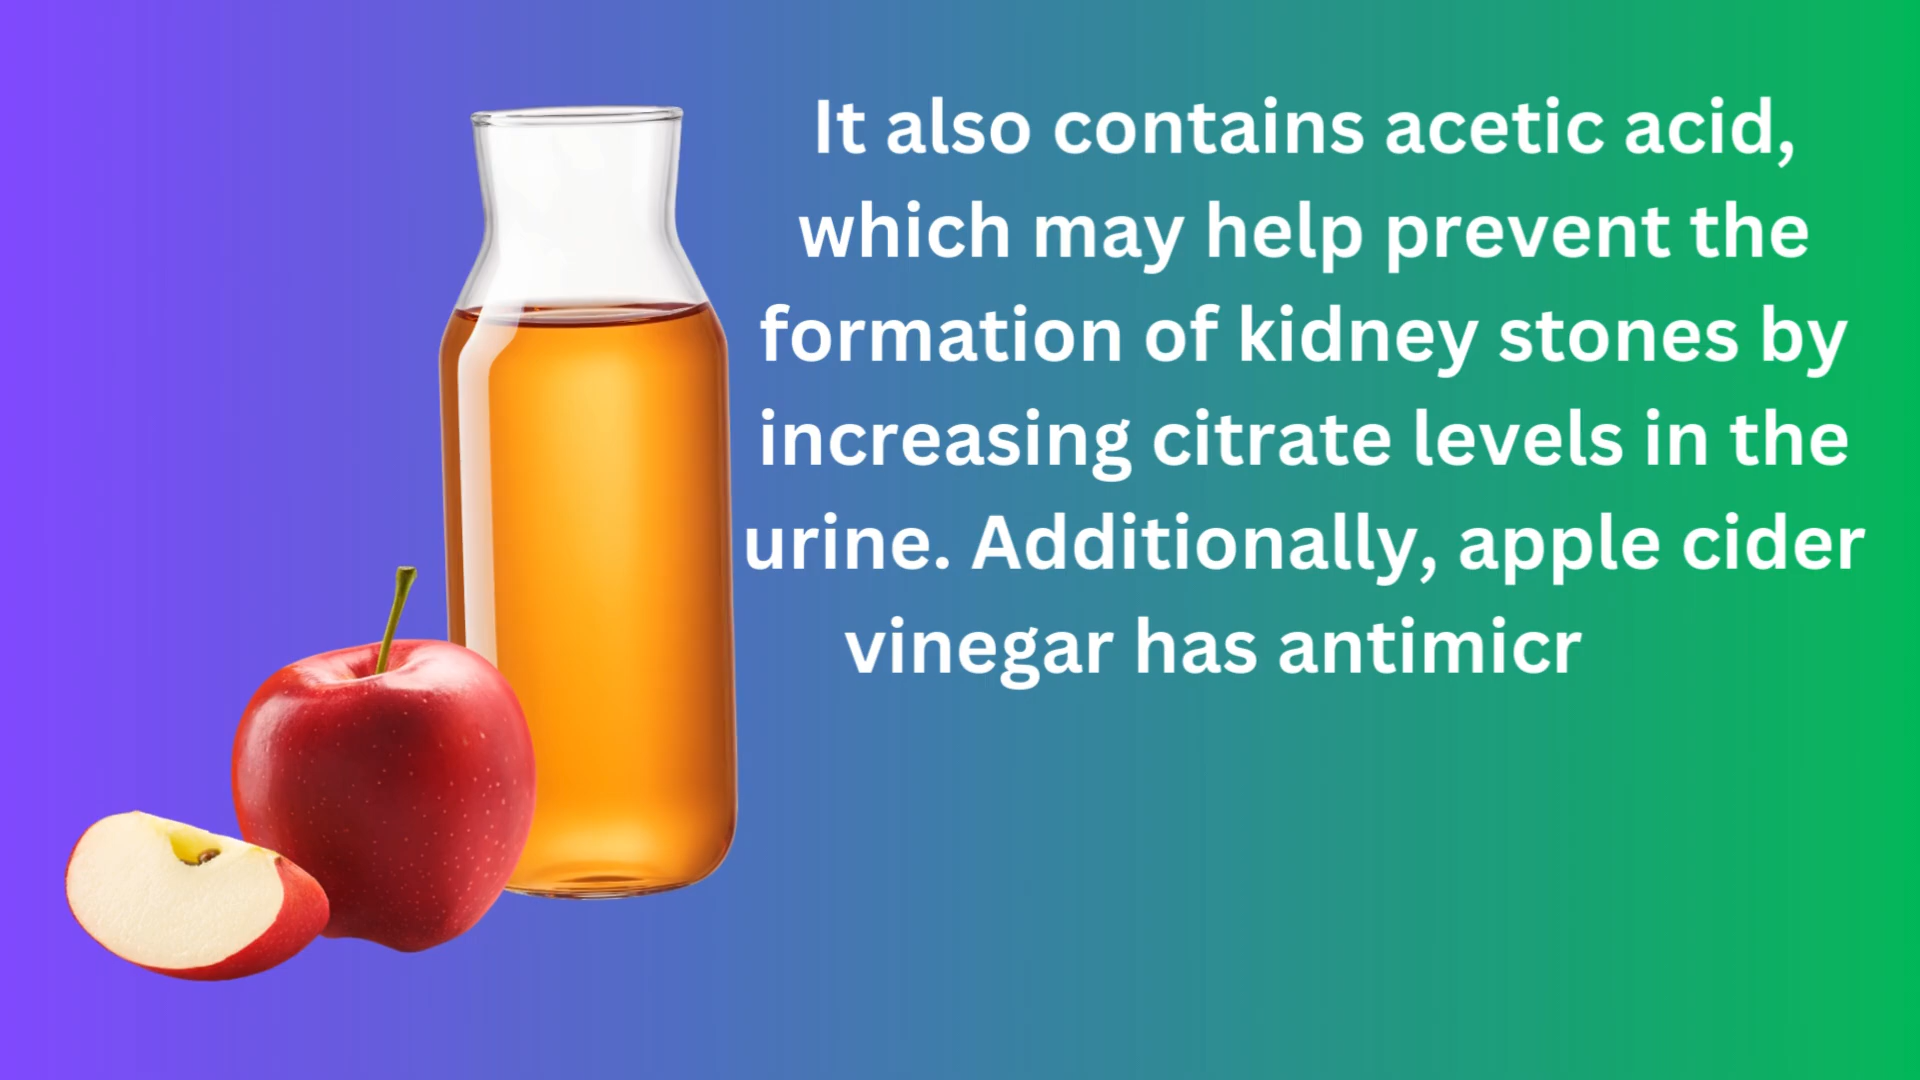 It also contains acetic acid,
which may help prevent the
formation of kidney stones by
increasing citrate levels in the
urine. Additionally, apple cider
vinegar has antimicr